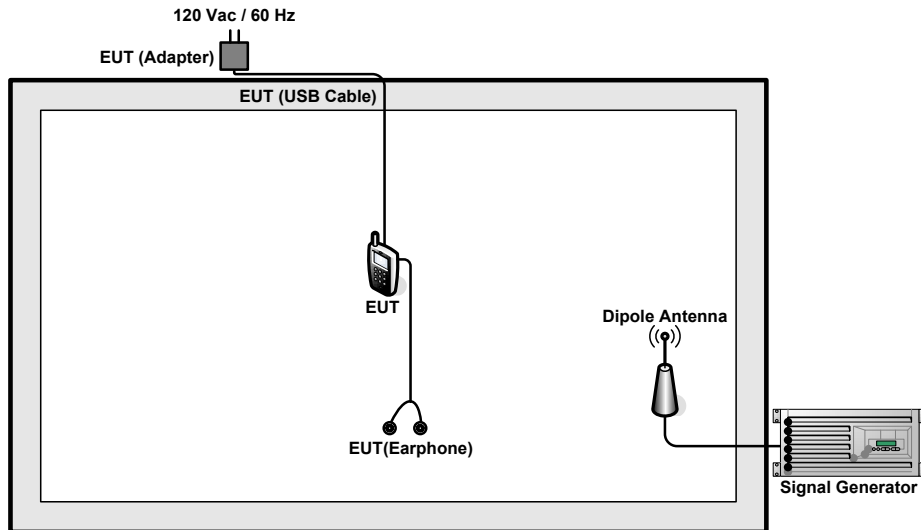 120 Vac / 60 Hz
EUT (Adapter)
EUT (USB Cable)
EUT
Dipole Antenna
EUT(Earphone)
Signal Generator